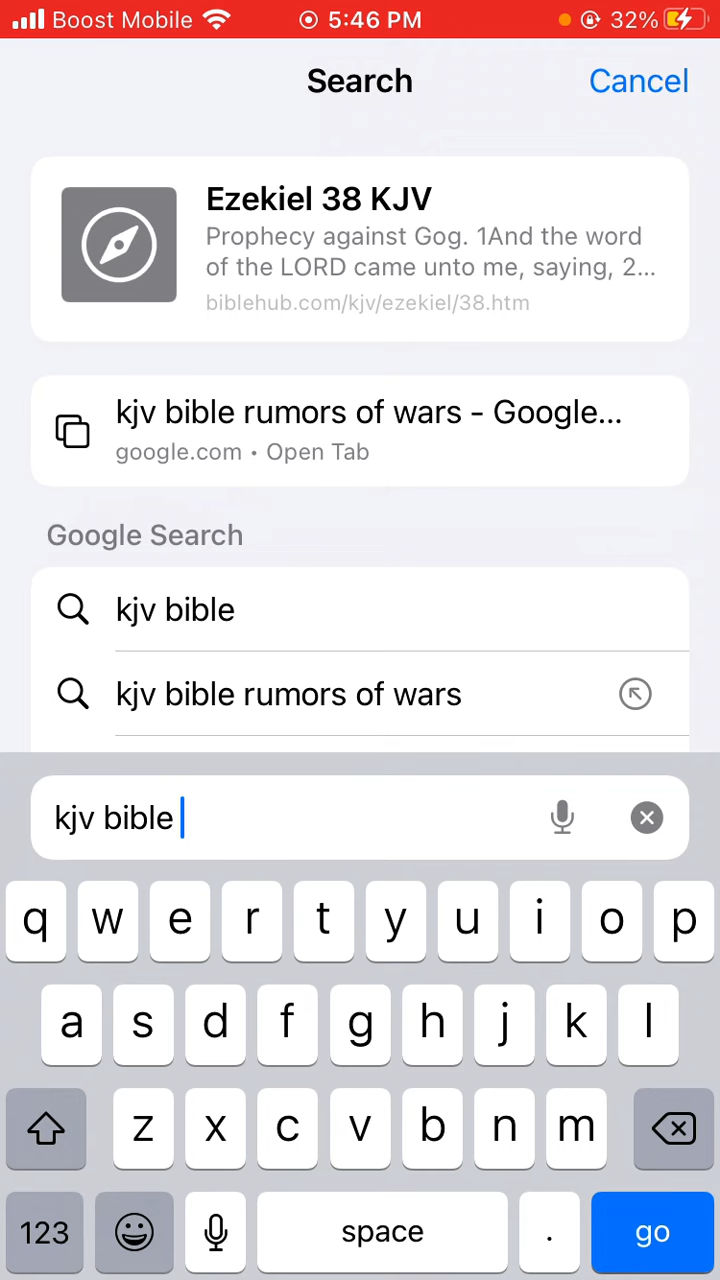 Boost Mobile 5:46 PM 32%
Search Cancel
Ezekiel 38 KJV
Prophecy against Gog. 1And the word
of the LORD came unto me, saying, 2...
biblehub.com/kjv/ezekiel/38.htm
kjv bible rumors of wars - Google...
google.com • Open Tab
Google Search
kjv bible
kjv bible rumors of wars
kjv bible
q w e r t y u i o p
a s d f g h j k l
z x c v b n m
123 space . go